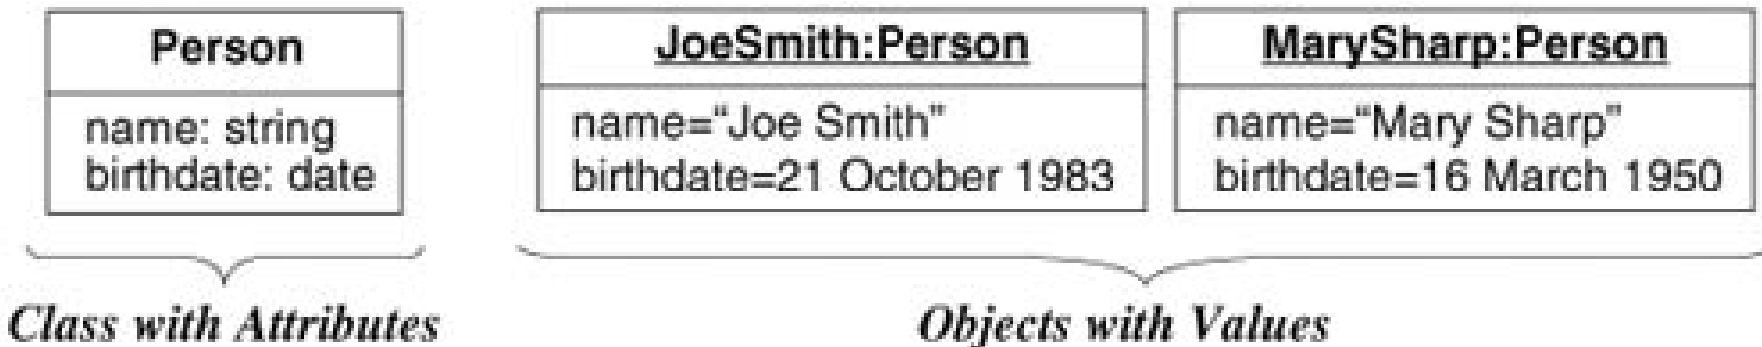 Person
name: string
birthdate: date
JoeSmith:Person
name=“Joe Smith”
birthdate=21 October 1983
MarySharp:Person
name=“Mary Sharp”
birthdate=16 March 1950
Class with Attributes
Objects with Values